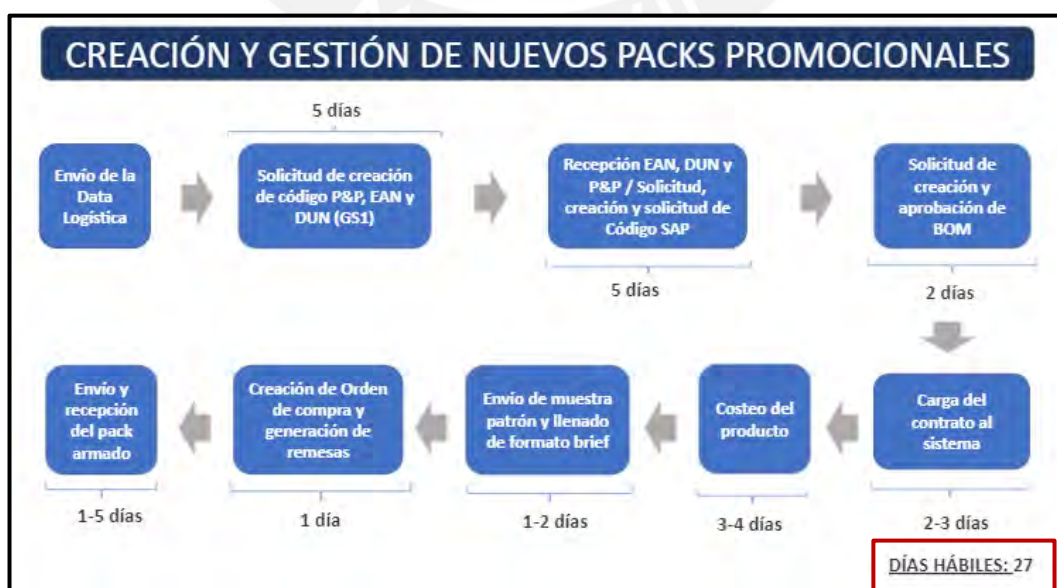 CREACIÓN Y GESTIÓN DE NUEVOS PACKS PROMOCIONALES
5 días
Envío de la
Data
Logística
Solicitud de creación
de código P&P, EAN y
DUN (GS1)
Recepción EAN, DUN y
P&P / Solicitud,
creación y solicitud de
Código SAP
Solicitud de
creación y
aprobación de
BOM
5 días
2 días
Envío y
recepción
del pack
armado
Creación de Orden
de compra y
generación de
remesas
Envio de muestra
patrón y llenado
de formato brief
Costeo del
producto
Carga del
contrato al
sistema
1-5 días
1 día
1-2 días
3-4 días
2-3 días
DÍAS HÁBILES: 27